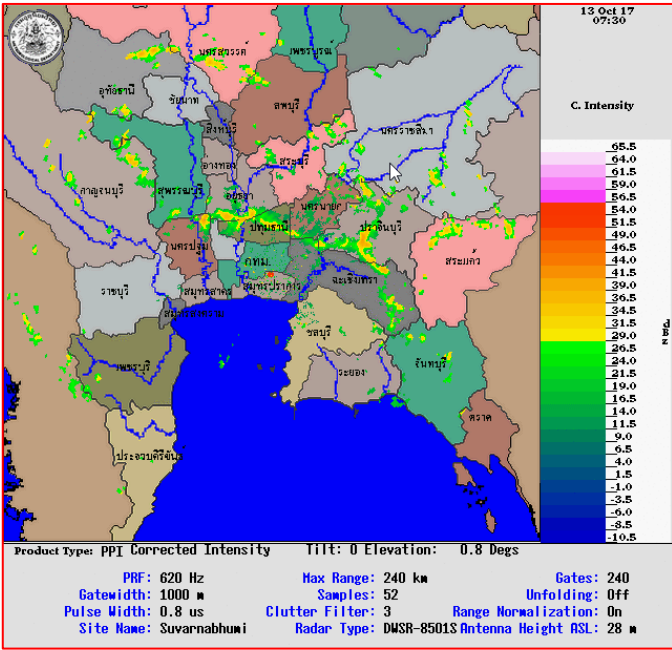 13 Oct 17
07:30
C. Intensity
65.5
64.0
61.5
59.0
56.5
54.0
51.5
49.0
46.5
44.0
41.5
39.0
36.5
34.0
31.5
29.0
26.5
24.0
21.5
19.0
16.5
14.0
11.5
9.0
6.5
4.0
1.5
-1.0
-3.5
-6.0
-8.5
-10.5
นครสวรรค์
เพชรบูรณ์
อุทัยธานี
ชัยนาท
ลพบุรี
สิงห์บุรี
นครราชสีมา
อ่างทอง
สระบุรี
กาญจนบุรี
สุพรรณบุรี
อยุธยา
นครนายก
ปทุมธานี
ปราจีนบุรี
นครปฐม
กทม.
สระแก้ว
ราชบุรี
สมุทรสาคร
สมุทรปราการ
ฉะเชิงเทรา
สมุทรสงคราม
ชลบุรี
เพชรบุรี
ระยอง
จันทบุรี
ตราด
ประจวบคีรีขันธ์
Product Type: PPI Corrected Intensity Tilt: 0 Elevation: 0.8 Degs
PRF: 620 Hz Max Range: 240 km Gates: 240
Gatewidth: 1000 m Samples: 52 Unfolding: Off
Pulse Width: 0.8 us Clutter Filter: 3 Range Normalization: On
Site Name: Suvarnabhumi Radar Type: DWSR-8501S Antenna Height ASL: 28 m